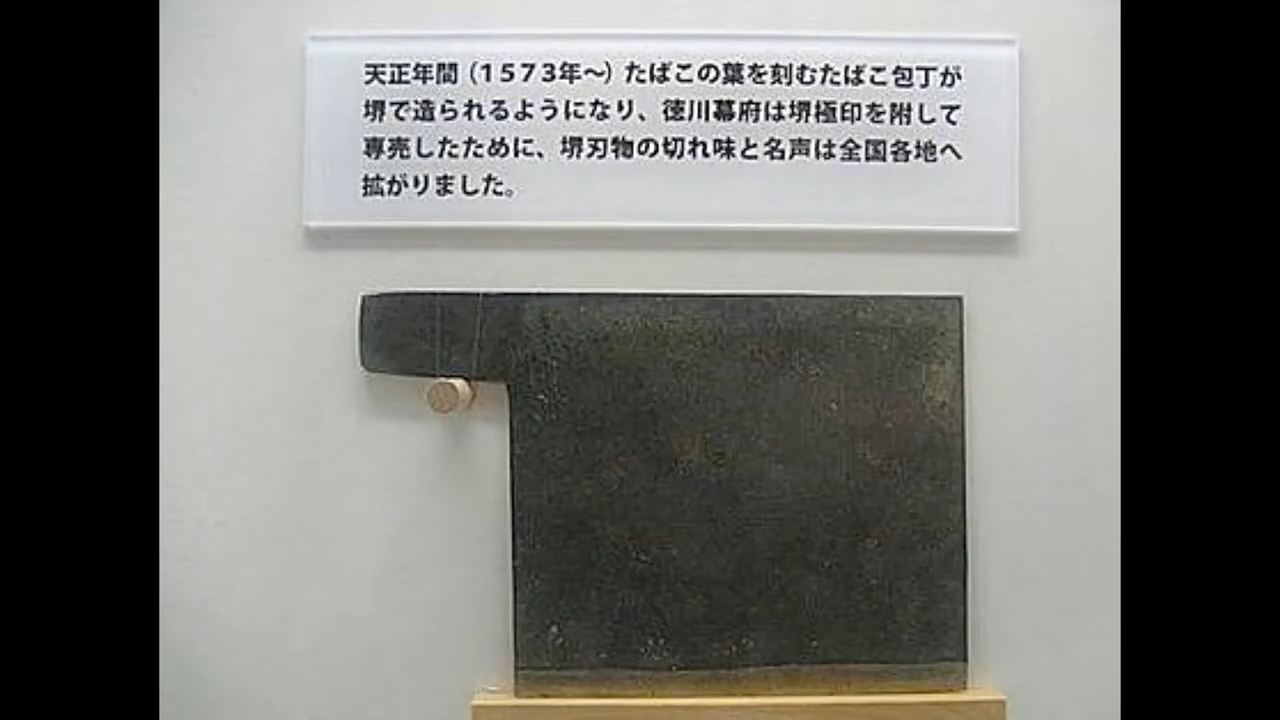 天正年間（1573年～）たばこの葉を刻むたばこ包丁が
堺で造られるようになり、徳川幕府は堺極印を附して
専売したために、堺刃物の切れ味と名声は全国各地へ
拡がりました。